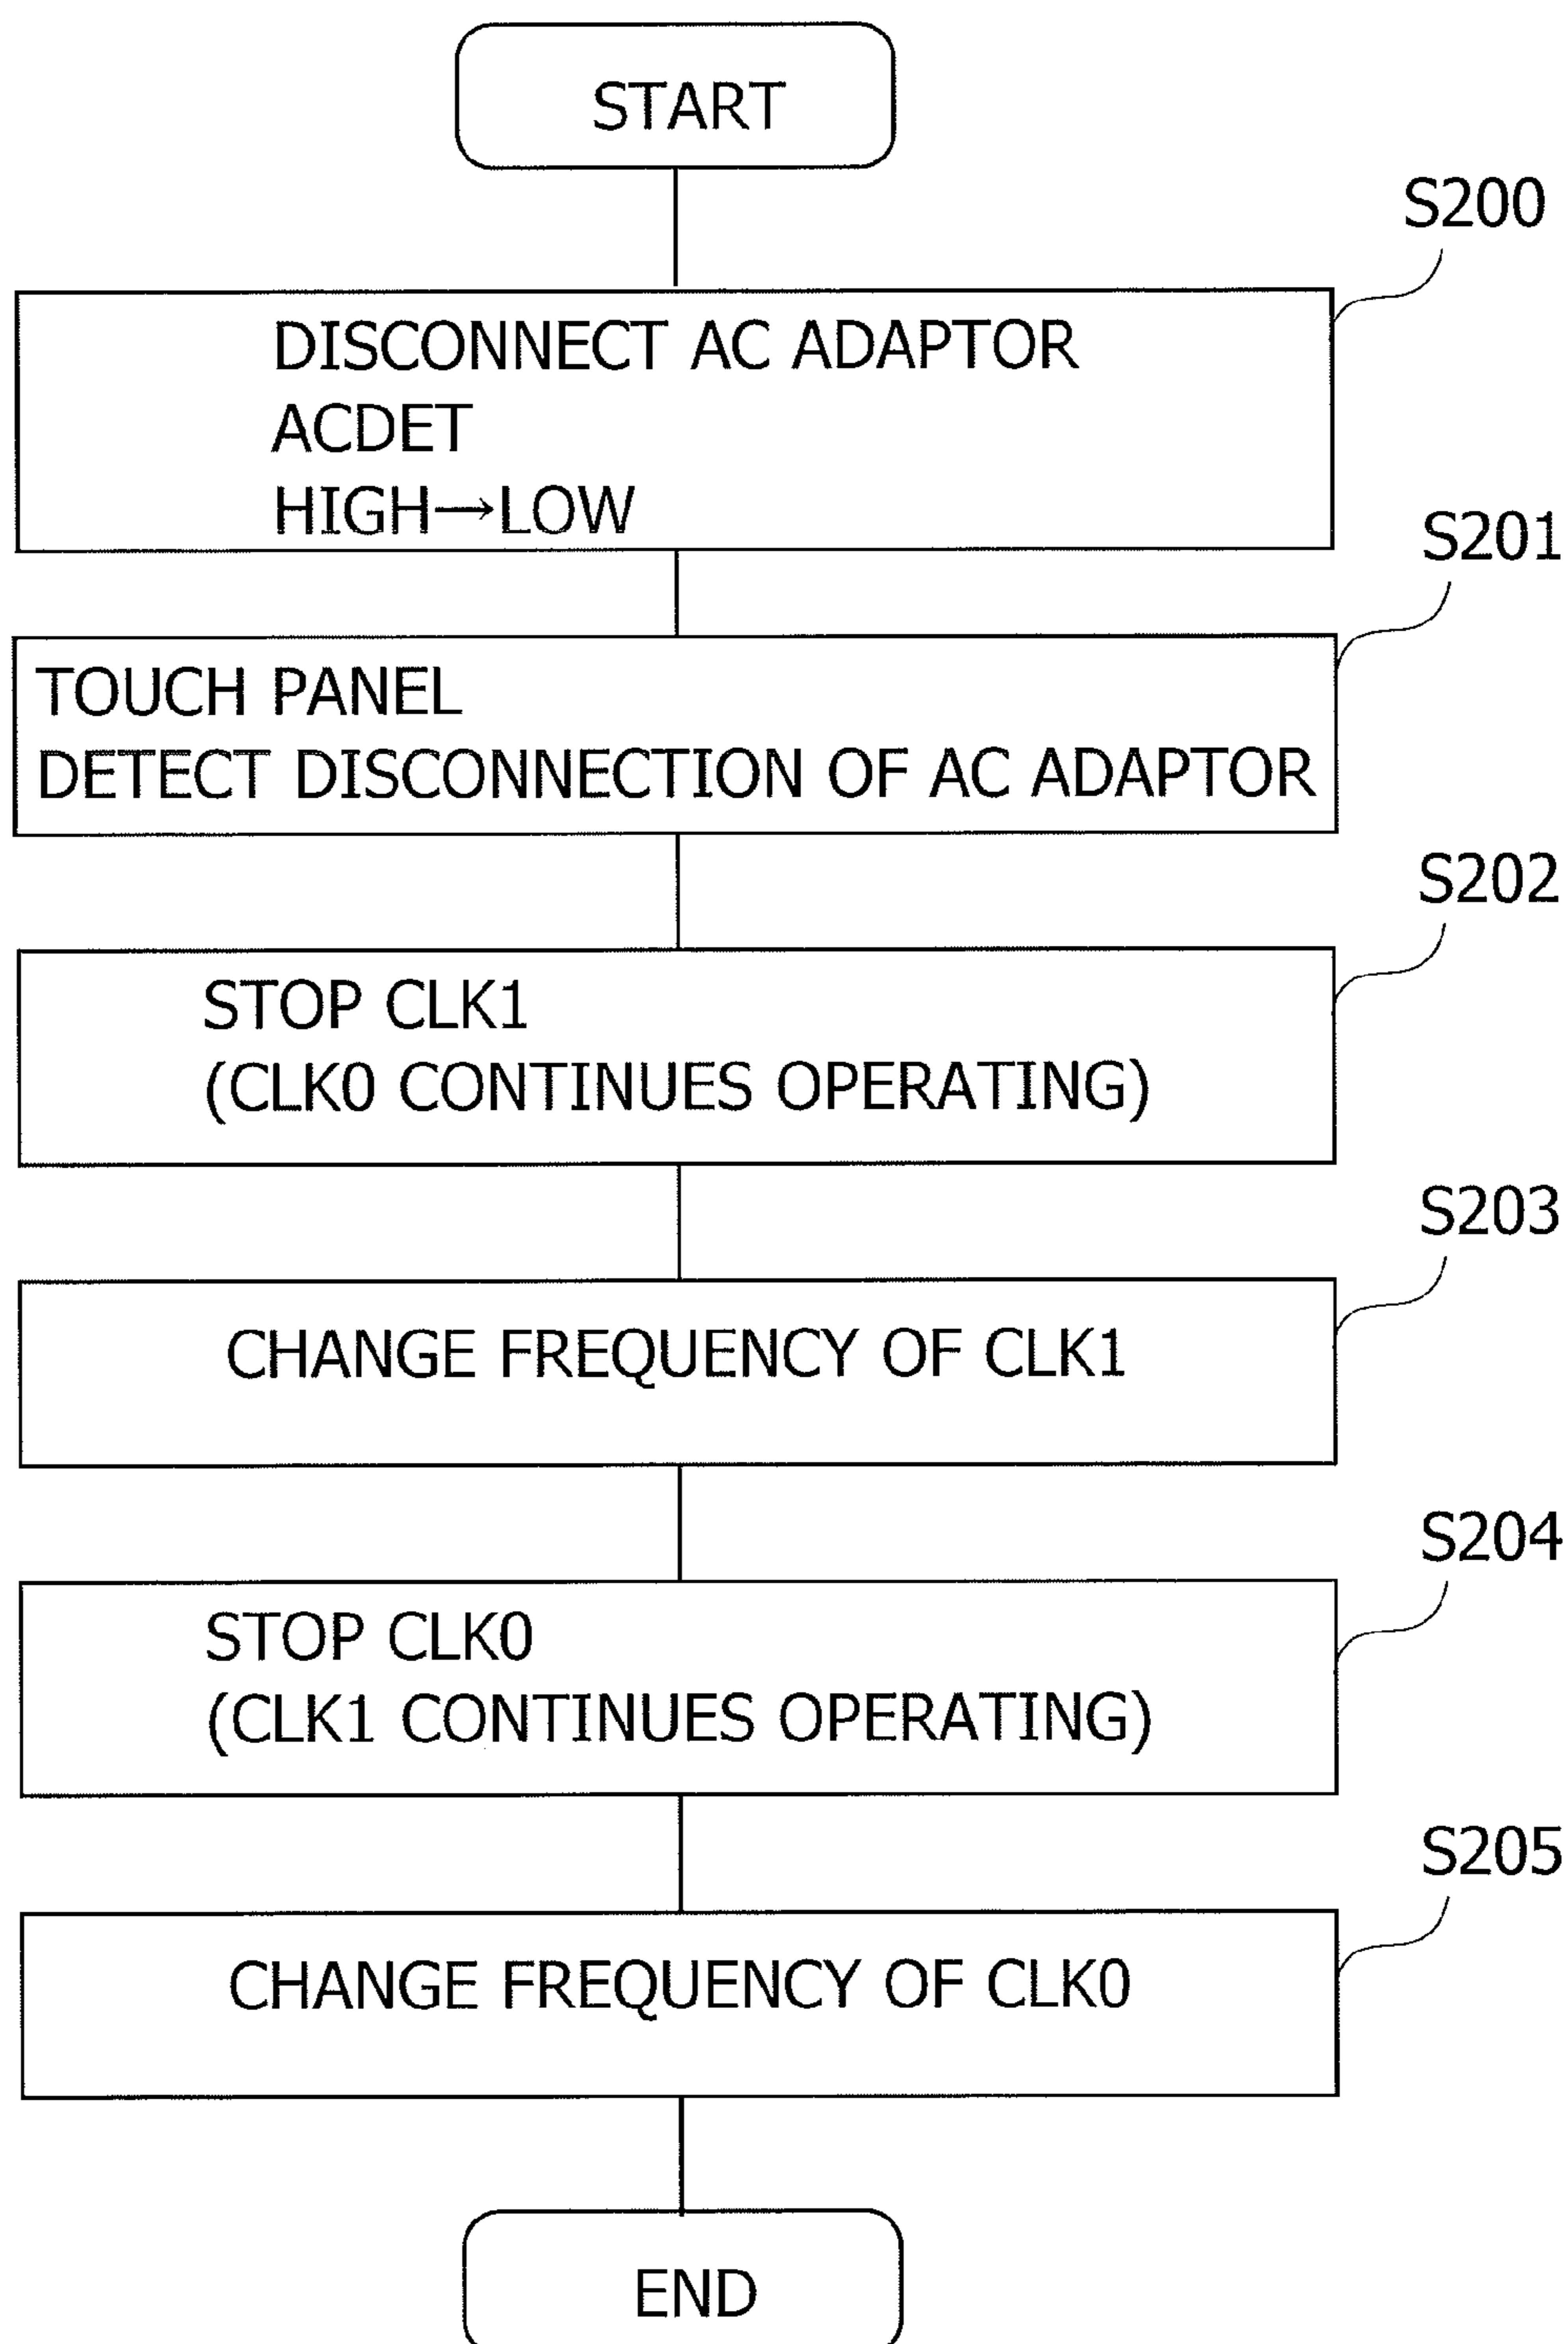 START
S200
DISCONNECT AC ADAPTOR
ACDET
HIGH→LOW
S201
TOUCH PANEL
DETECT DISCONNECTION OF AC ADAPTOR
S202
STOP CLK1
(CLK0 CONTINUES OPERATING)
S203
CHANGE FREQUENCY OF CLK1
S204
STOP CLK0
(CLK1 CONTINUES OPERATING)
S205
CHANGE FREQUENCY OF CLK0
END